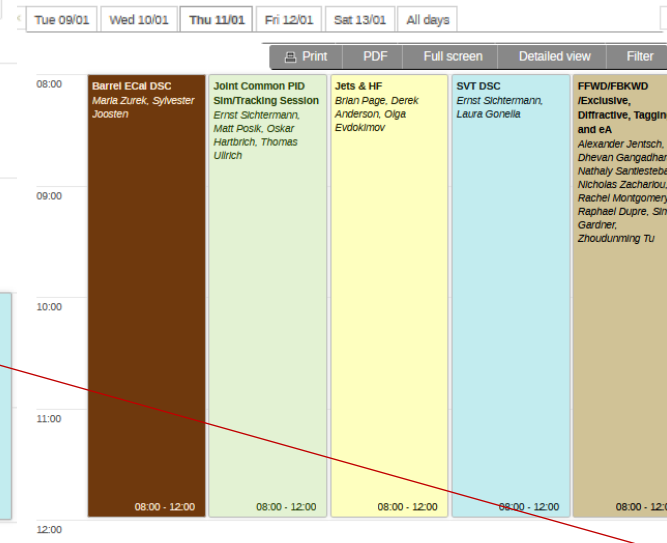 Tue 09/01 Wed 10/01 Thu 11/01 Fri 12/01 Sat 13/01 All days
Print PDF Full screen Detailed view Filter
08:00
09:00
10:00
11:00
12:00
Barrel ECal DSC
Maria Zurek, Sylvester
Joosten
08:00 - 12:00
Joint Common PID
Sim/Tracking Session
Ernst Sichtermann,
Matt Posik, Oskar
Hartbrich, Thomas
Ullrich
08:00 - 12:00
Jets & HF
Brian Page, Derek
Anderson, Olga
Evdokimov
08:00 - 12:00
SVT DSC
Ernst Sichtermann,
Laura Gonella
08:00 - 12:00
FFWD/FBKWD
/Exclusive,
Diffractive, Tagging
and eA
Alexander Jentsch,
Dhevan Gangadhar
Nathaly Santiesteba
Nicholas Zachariou,
Rachel Montgomery
Raphael Dupre, Sim
Gardner,
Zhoudunming Tu
08:00 - 12:0